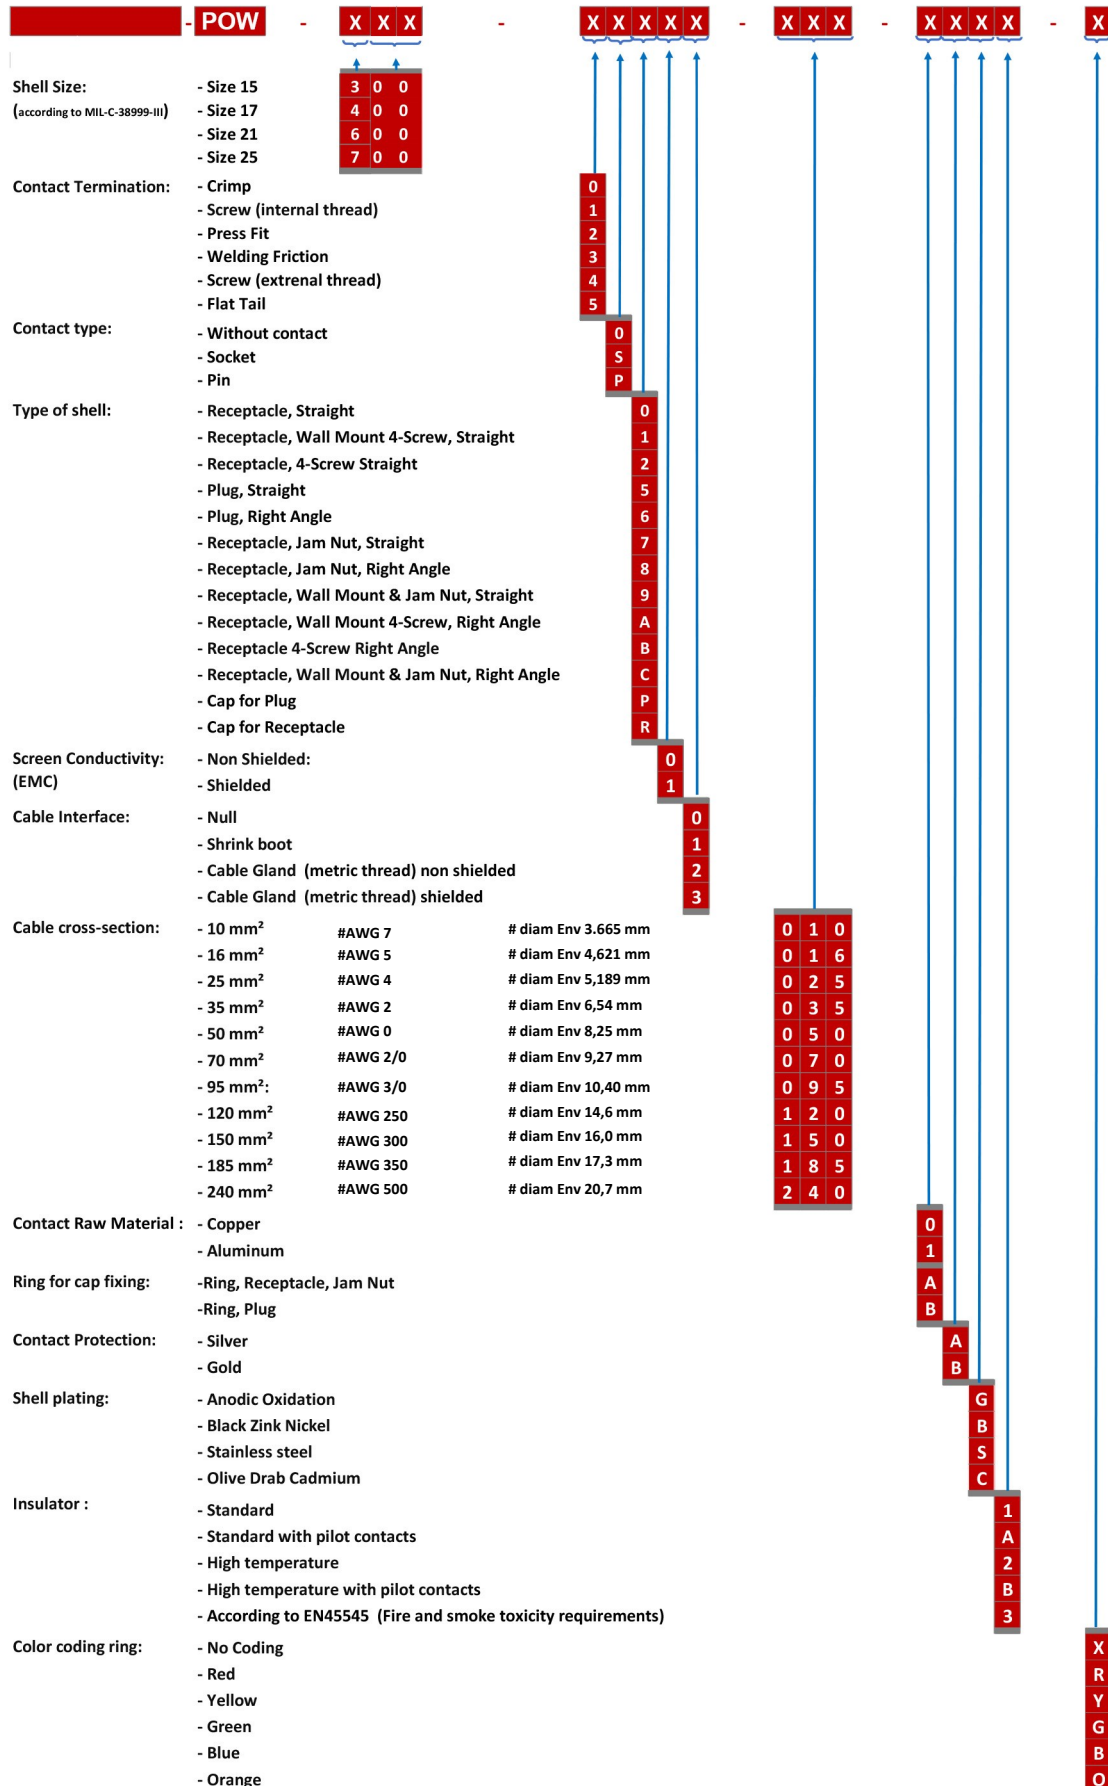 - POW - X X X - X X X X X - X X X - X X X X - X
Shell Size: - Size 15 3 0 0
(according to MIL-C-38999-III) - Size 17 4 0 0
- Size 21 6 0 0
- Size 25 7 0 0
Contact Termination: - Crimp 0
- Screw (internal thread) 1
- Press Fit 2
- Welding Friction 3
- Screw (extrenal thread) 4
- Flat Tail 5
Contact type: - Without contact 0
- Socket S
- Pin P
Type of shell: - Receptacle, Straight 0
- Receptacle, Wall Mount 4-Screw, Straight 1
- Receptacle, 4-Screw Straight 2
- Plug, Straight 5
- Plug, Right Angle 6
- Receptacle, Jam Nut, Straight 7
- Receptacle, Jam Nut, Right Angle 8
- Receptacle, Wall Mount & Jam Nut, Straight 9
- Receptacle, Wall Mount 4-Screw, Right Angle A
- Receptacle 4-Screw Right Angle B
- Receptacle, Wall Mount & Jam Nut, Right Angle C
- Cap for Plug P
- Cap for Receptacle R
Screen Conductivity: - Non Shielded: 0
(EMC) - Shielded 1
Cable Interface: - Null 0
- Shrink boot 1
- Cable Gland (metric thread) non shielded 2
- Cable Gland (metric thread) shielded 3
Cable cross-section: - 10 mm² #AWG 7 # diam Env 3.665 mm 0 1 0
- 16 mm² #AWG 5 # diam Env 4,621 mm 0 1 6
- 25 mm² #AWG 4 # diam Env 5,189 mm 0 2 5
- 35 mm² #AWG 2 # diam Env 6,54 mm 0 3 5
- 50 mm² #AWG 0 # diam Env 8,25 mm 0 5 0
- 70 mm² #AWG 2/0 # diam Env 9,27 mm 0 7 0
- 95 mm²: #AWG 3/0 # diam Env 10,40 mm 0 9 5
- 120 mm² #AWG 250 # diam Env 14,6 mm 1 2 0
- 150 mm² #AWG 300 # diam Env 16,0 mm 1 5 0
- 185 mm² #AWG 350 # diam Env 17,3 mm 1 8 5
- 240 mm² #AWG 500 # diam Env 20,7 mm 2 4 0
Contact Raw Material : - Copper 0
- Aluminum 1
Ring for cap fixing: -Ring, Receptacle, Jam Nut A
-Ring, Plug B
Contact Protection: - Silver A
- Gold B
Shell plating: - Anodic Oxidation G
- Black Zink Nickel B
- Stainless steel S
- Olive Drab Cadmium C
Insulator : - Standard 1
- Standard with pilot contacts A
- High temperature 2
- High temperature with pilot contacts B
- According to EN45545 (Fire and smoke toxicity requirements) 3
Color coding ring: - No Coding X
- Red R
- Yellow Y
- Green G
- Blue B
- Orange O